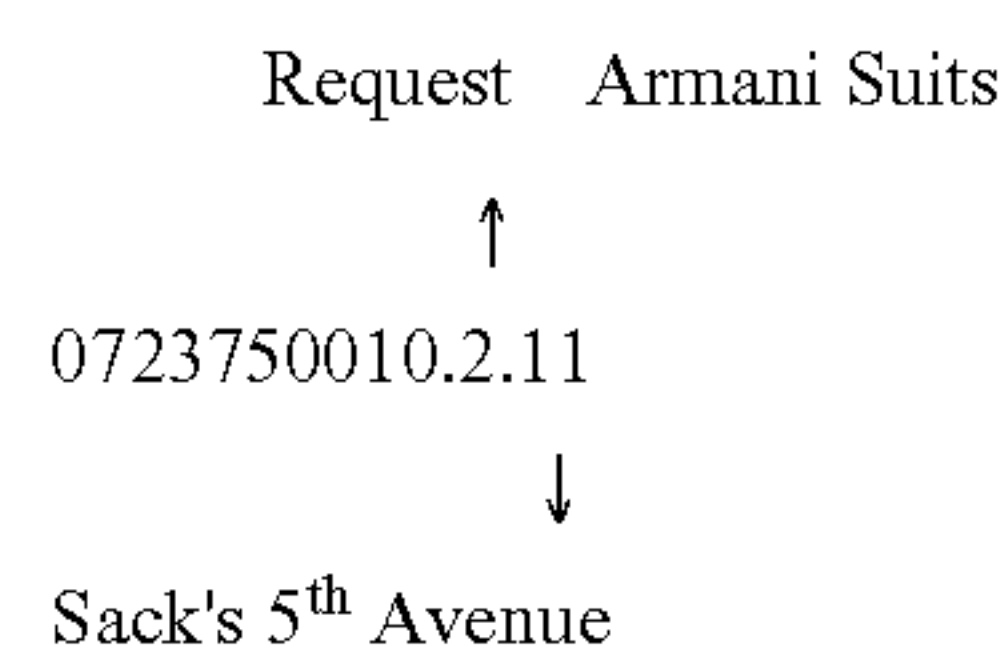 Request Armani Suits
↑
0723750010.2.11
↓
Sack's 5th Avenue